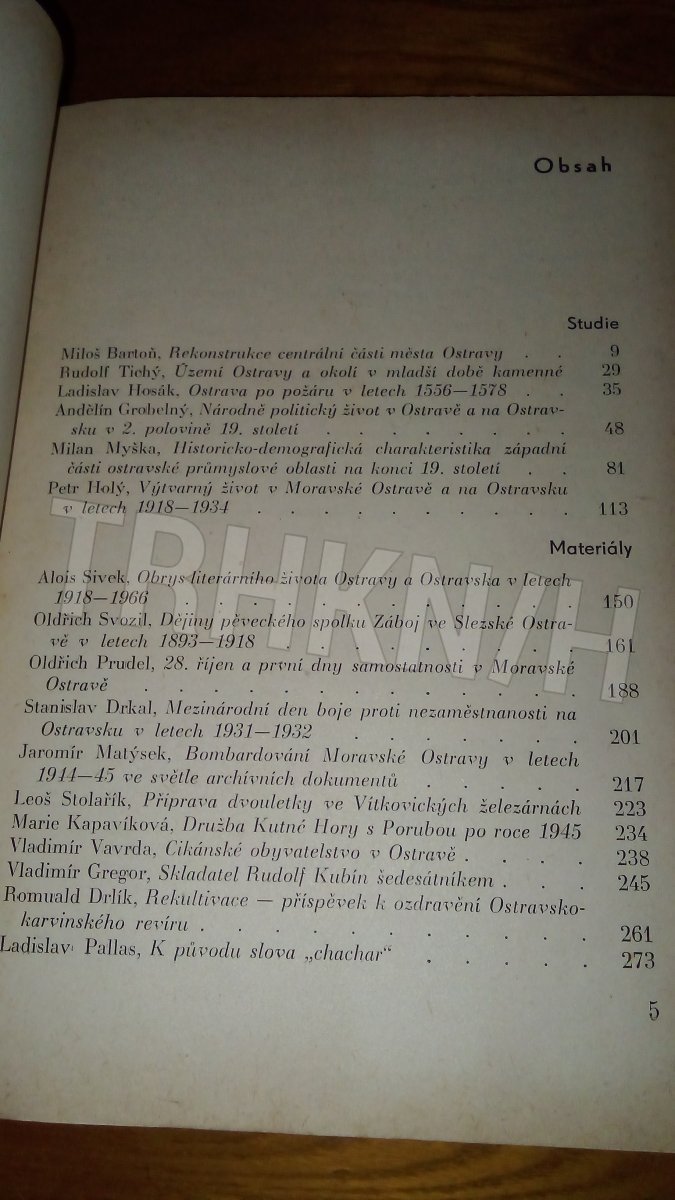 Obsah
Studie
Miloš Bartoň, Rekonstrukce centrální části města Ostravy . . 9
Rudolf Tichý, Území Ostravy a okolí v mladší době kamenné 29
Ladislav Hosák, Ostrava po požáru v letech 1556—1578 . . 35
Andělín Grobelný, Národně politický život v Ostravě a na Ostrav-
sku v 2. polovině 19. století . . . . . . . 48
Milan Myška, Historicko-demografická charakteristika západní
části ostravské průmyslové oblasti na konci 19. století . . 81
Petr Holý, Výtvarný život v Moravské Ostravě a na Ostravsku
v letech 1918—1934 . . . . . . . . . 113
Materiály
Alois Sivek, Obrys literárního života Ostravy a Ostravska v letech
1918—1966 . . . . . . . . . . . 150
Oldřich Svozil, Dějiny pěveckého spolku Záboj ve Slezské Ostra-
vě v letech 1893—1918 . . . . . . . . 161
Oldřich Prudel, 28. říjen a první dny samostatnosti v Moravské
Ostravě . . . . . . . . . . . . 188
Stanislav Drkal, Mezinárodní den boje proti nezaměstnanosti na
Ostravsku v letech 1931—1932 . . . . . . 201
Jaromír Matýsek, Bombardování Moravské Ostravy v letech
1944—45 ve světle archívních dokumentů . . . . . 217
Leoš Stolařík, Příprava dvouletky ve Vítkovických železárnách 223
Marie Kapavíková, Družba Kutné Hory s Porubou po roce 1945 234
Vladimír Vavrda, Cikánské obyvatelstvo v Ostravě . . . . 238
Vladimír Gregor, Skladatel Rudolf Kubín šedesátníkem . . . 245
Romuald Drlík, Rekultivace — příspěvek k ozdravění Ostravsko-
karvinského revíru . . . . . . . . . . 261
Ladislav Pallas, K původu slova „chachar“ . . . . 273
5
TRHKNIH